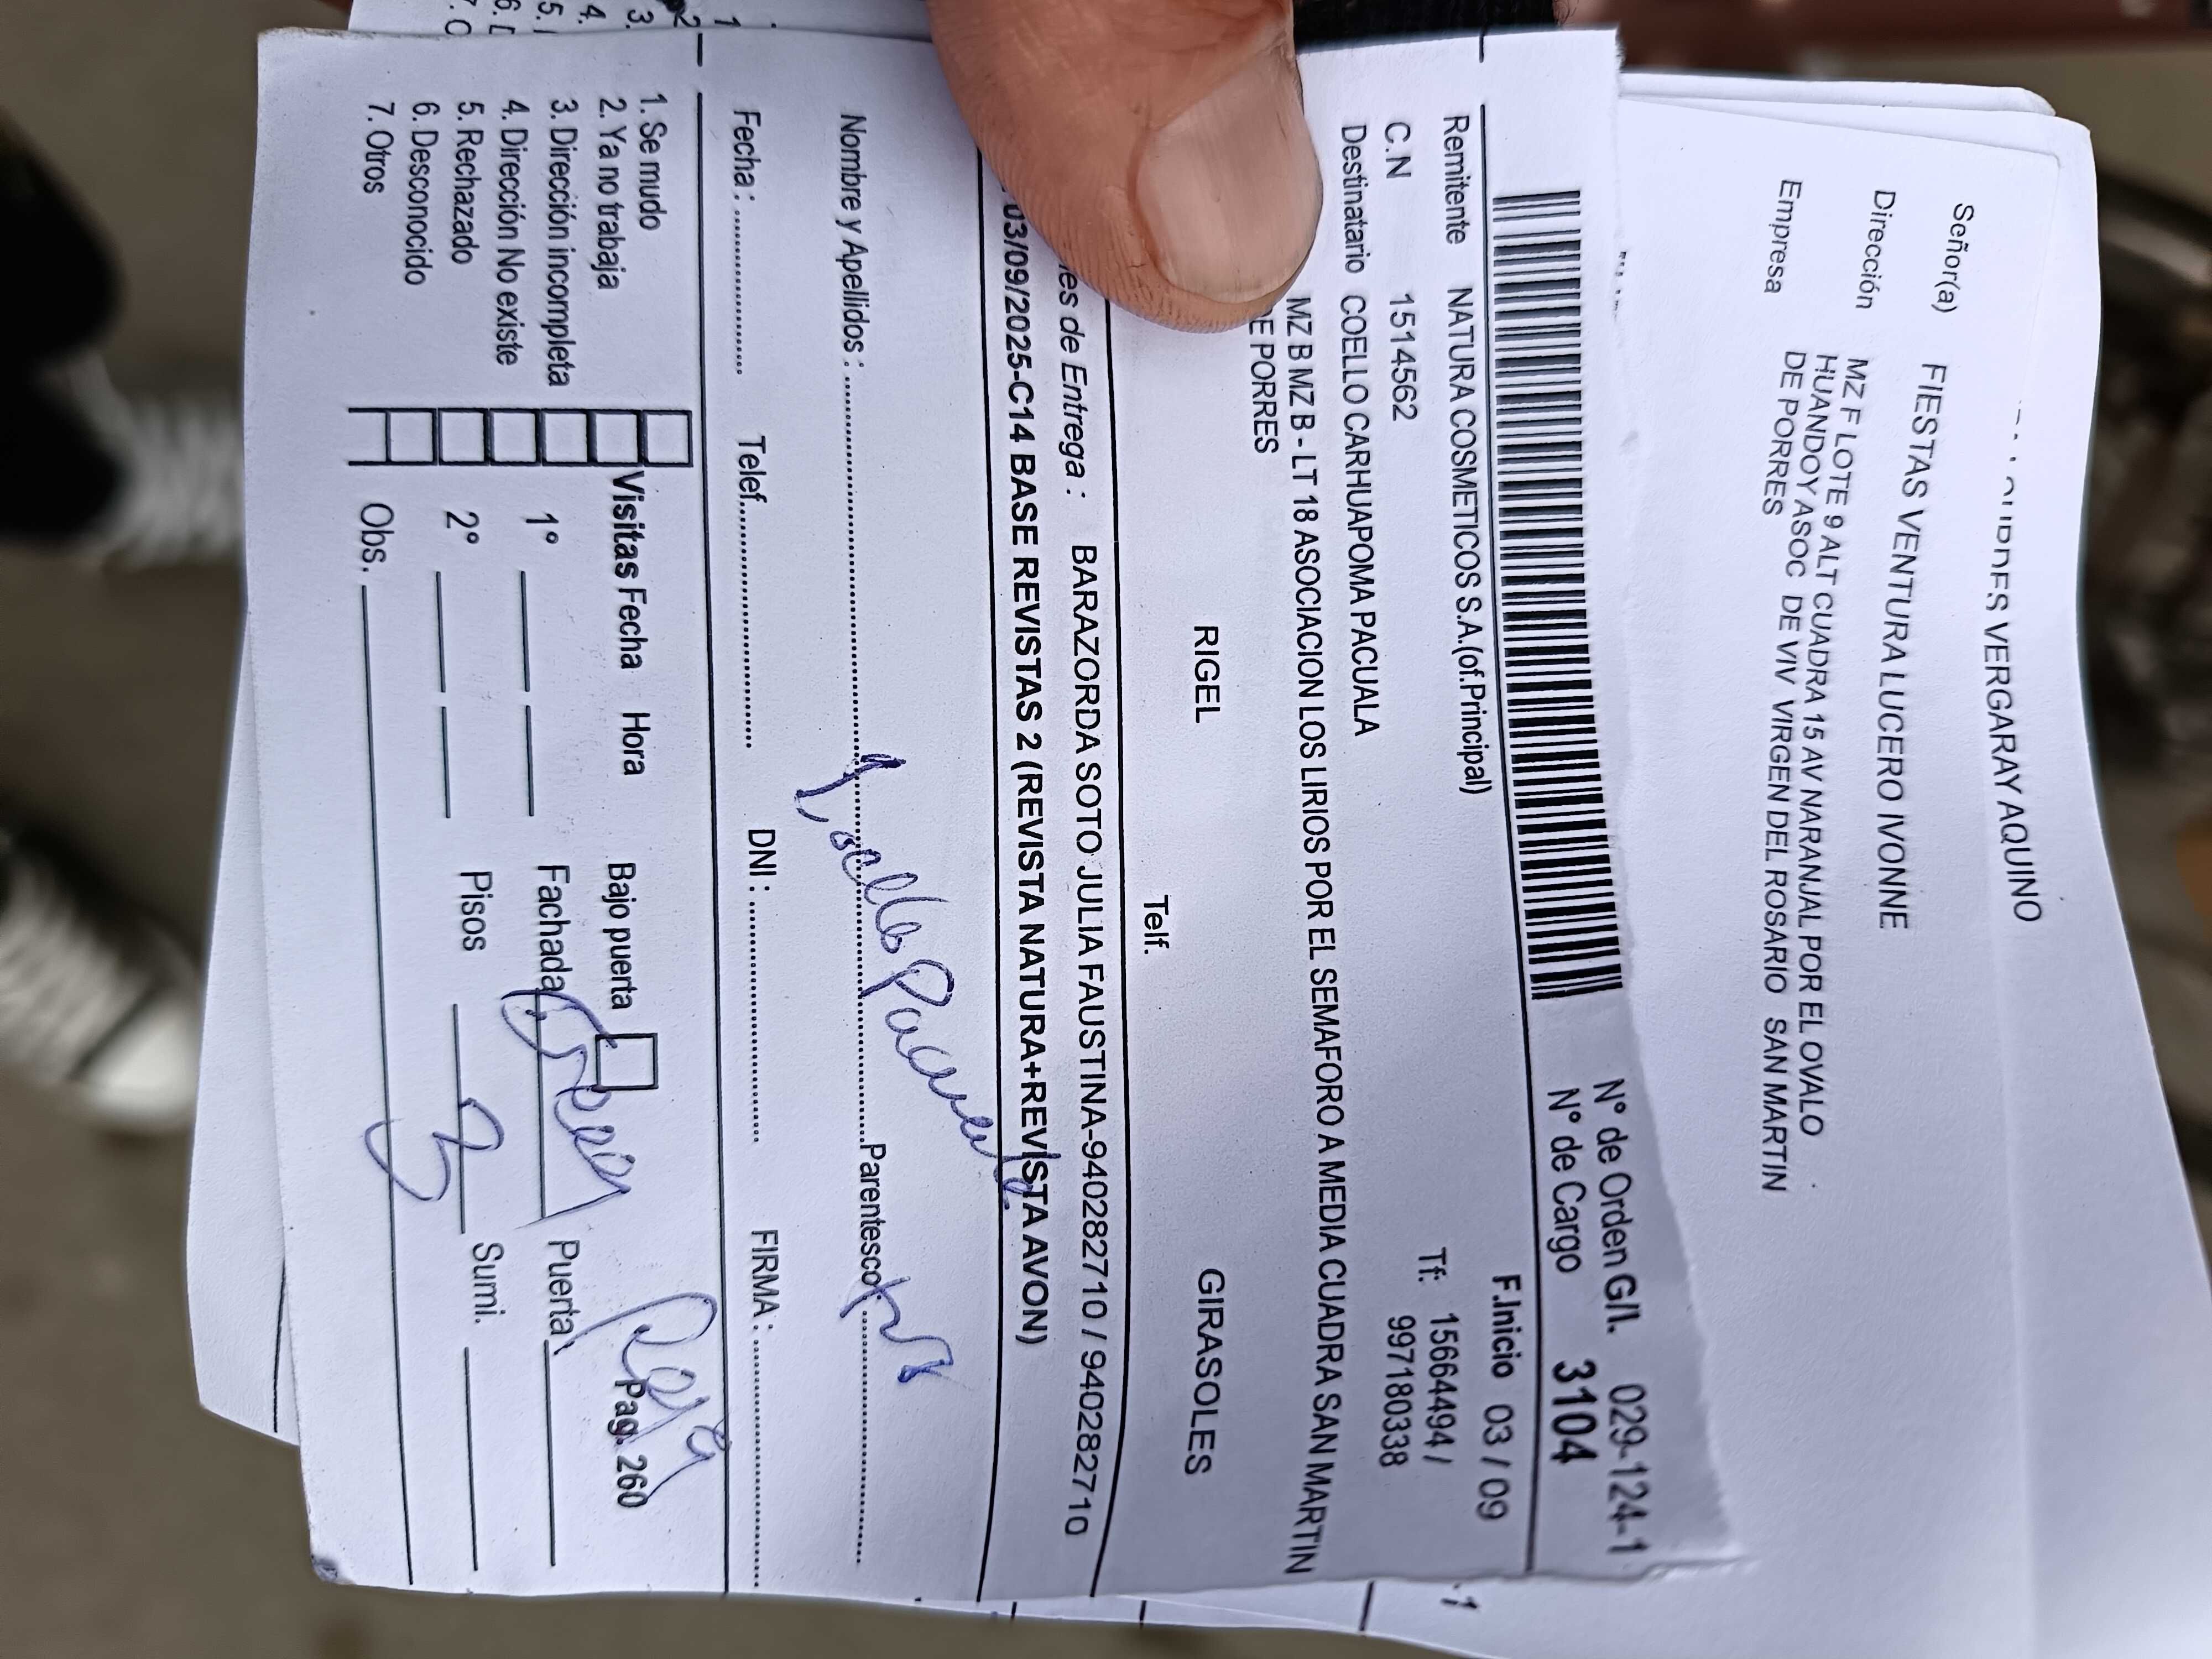 VERGARAY AQUINO
Señor(a) FIESTAS VENTURA LUCERO IVONNE
Dirección MZ F LOTE 9 ALT CUADRA 15 AV NARANJAL POR EL OVALO
HUANDOY ASOC DE VIV VIRGEN DEL ROSARIO SAN MARTIN
DE PORRES
Empresa
N° de Orden G/I. 029-124-1
N° de Cargo 3104
F.Inicio 03 / 09
Remitente NATURA COSMETICOS S.A.(of.Principal)
C.N 1514562 Tf: 15664494 /
997180338
Destinatario COELLO CARHUAPOMA PACUALA
MZ B MZ B - LT 18 ASOCIACION LOS LIRIOS POR EL SEMAFORO A MEDIA CUADRA SAN MARTIN
DE PORRES
RIGEL GIRASOLES
Telf.
es de Entrega : BARAZORDA SOTO JULIA FAUSTINA-940282710 / 940282710
03/09/2025-C14 BASE REVISTAS 2 (REVISTA NATURA+REVISTA AVON)
Nombre y Apellidos : Parentesco
Fecha : Telef. DNI : FIRMA :
1. Se mudo
2. Ya no trabaja
3. Dirección incompleta
4. Dirección No existe
5. Rechazado
6. Desconocido
7. Otros
Visitas Fecha Hora
1°
2°
Obs.
Bajo puerta Pag. 260
Fachada Puerta
Pisos 2 Sumi.